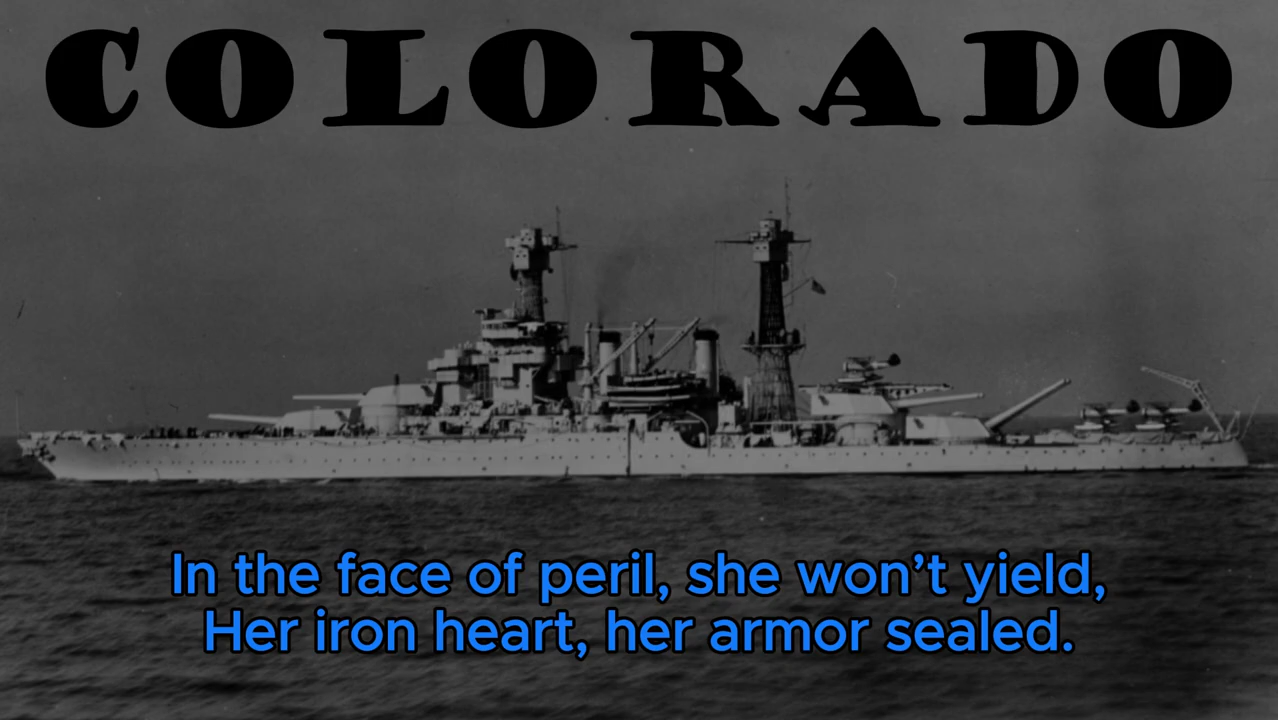 COLORADO
In the face of peril, she won’t yield,
Her iron heart, her armor sealed.